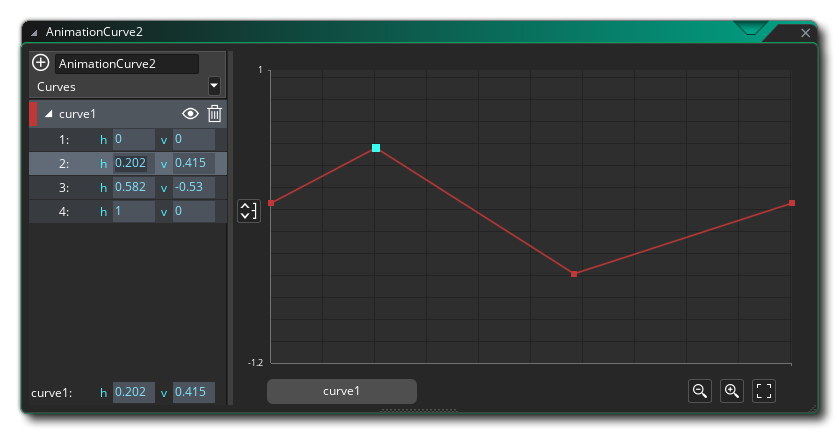 AnimationCurve2
AnimationCurve2
Curves
curve1
1: h 0 v 0
2: h 0.202 v 0.415
3: h 0.582 v -0.53
4: h 1 v 0
curve1: h 0.202 v 0.415
1
-1.2
curve1